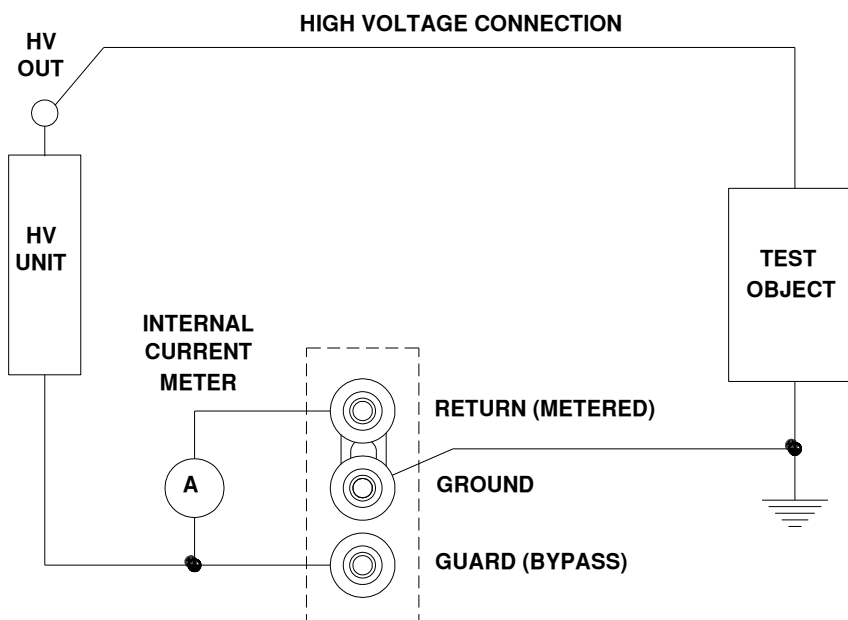 HIGH VOLTAGE CONNECTION
HV
OUT
HV
UNIT
TEST
OBJECT
INTERNAL
CURRENT
METER
RETURN (METERED)
A
GROUND
GUARD (BYPASS)